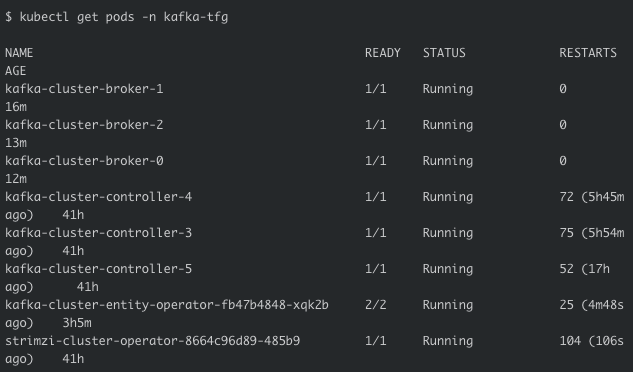 $ kubectl get pods -n kafka-tfg
NAME READY STATUS RESTARTS
AGE
kafka-cluster-broker-1 1/1 Running 0
16m
kafka-cluster-broker-2 1/1 Running 0
13m
kafka-cluster-broker-0 1/1 Running 0
12m
kafka-cluster-controller-4 1/1 Running 72 (5h45m
ago) 41h
kafka-cluster-controller-3 1/1 Running 75 (5h54m
ago) 41h
kafka-cluster-controller-5 1/1 Running 52 (17h
ago) 41h
kafka-cluster-entity-operator-fb47b4848-xqk2b 2/2 Running 25 (4m48s
ago) 3h5m
strimzi-cluster-operator-8664c96d89-485b9 1/1 Running 104 (106s
ago) 41h